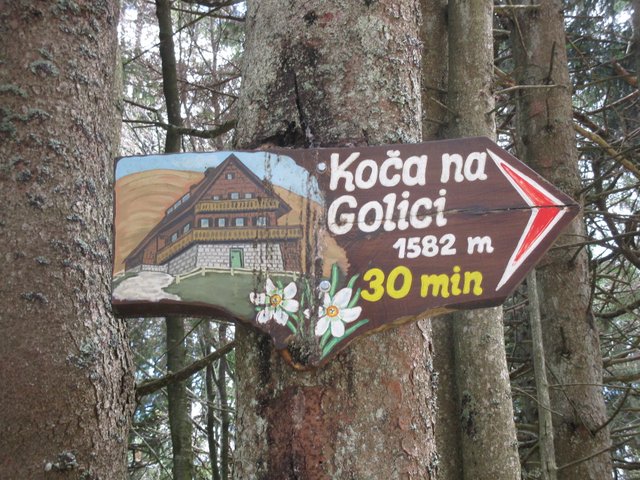 Koča na
Golici
1582 m
30 min